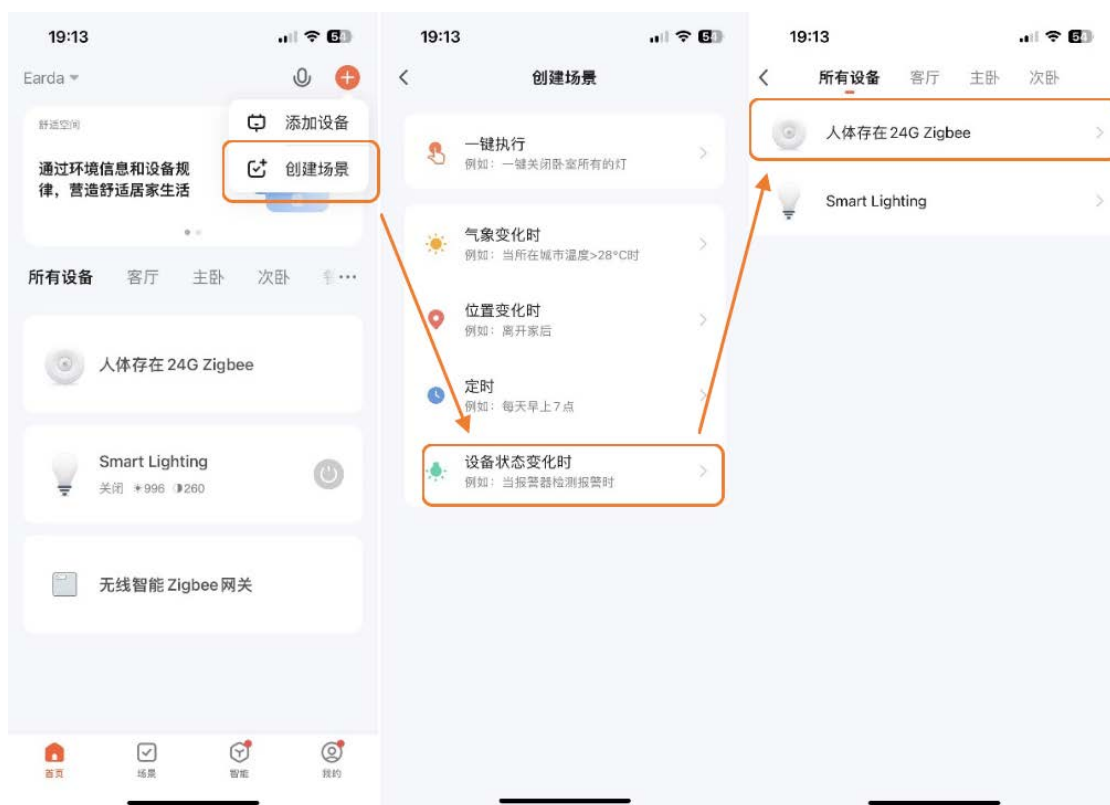 19:13
54
Earda
添加设备
创建场景
舒适空间
通过环境信息和设备规
律，营造舒适居家生活
所有设备 客厅 主卧 次卧
人体存在 24G Zigbee
Smart Lighting
关闭 996 260
无线智能 Zigbee 网关
首页 场景 智能 我的
19:13
54
创建场景
一键执行
例如：一键关闭卧室所有的灯
气象变化时
例如：当所在城市温度>28°C时
位置变化时
例如：离开家后
定时
例如：每天早上7点
设备状态变化时
例如：当报警器检测报警时
19:13
54
所有设备 客厅 主卧 次卧
人体存在 24G Zigbee
Smart Lighting